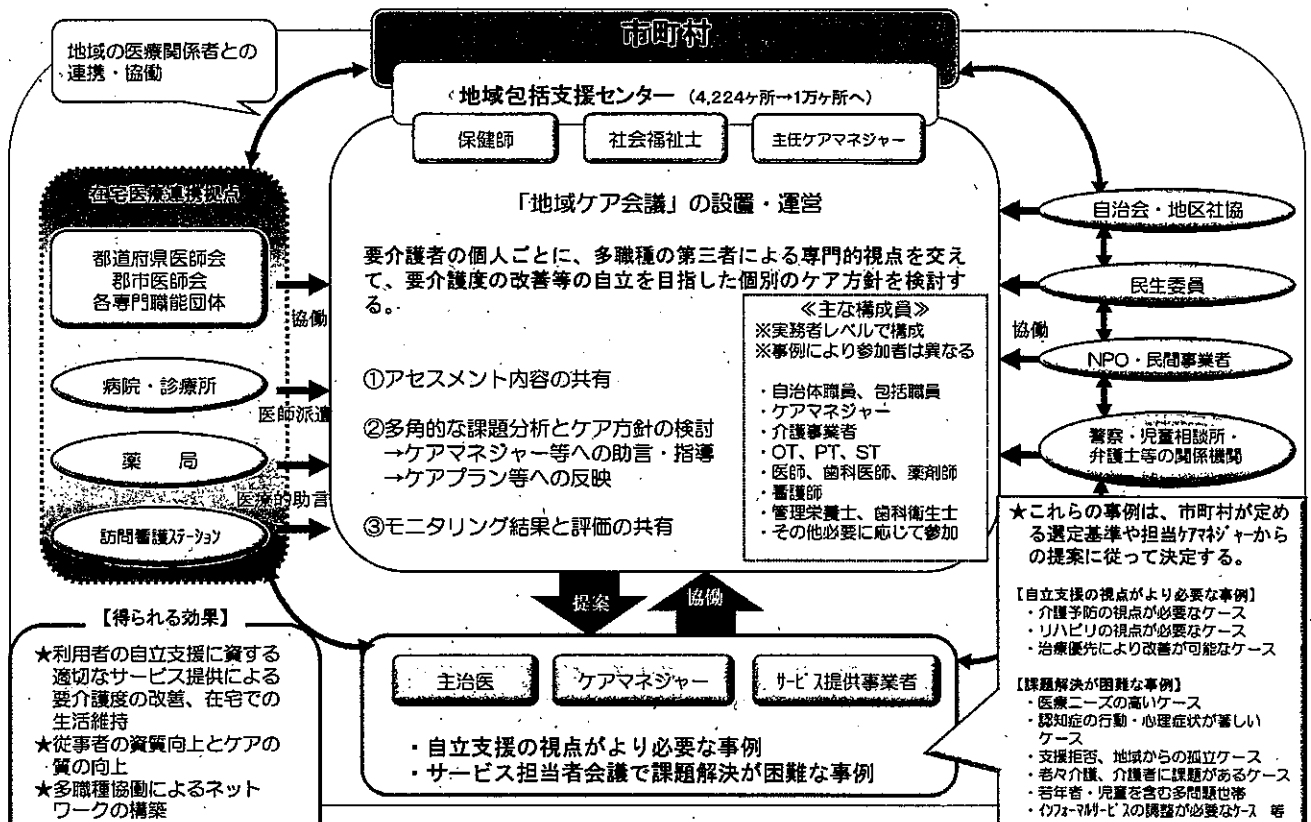 市町村
地域の医療関係者との
連携・協働
地域包括支援センター (4,224ヶ所→1万ヶ所へ)
保健師
社会福祉士
主任ケアマネジャー
「地域ケア会議」の設置・運営
要介護者の個人ごとに、多職種の第三者による専門的視点を交え
て、要介護度の改善等の自立を目指した個別のケア方針を検討す
る。
①アセスメント内容の共有
②多角的な課題分析とケア方針の検討
→ケアマネジャー等への助言・指導
→ケアプラン等への反映
③モニタリング結果と評価の共有
≪主な構成員≫
※実務者レベルで構成
※事例により参加者は異なる
・自治体職員、包括職員
・ケアマネジャー
・介護事業者
・OT、PT、ST
・医師、歯科医師、薬剤師
・看護師
・管理栄養士、歯科衛生士
・その他必要に応じて参加
在宅医療連携拠点
都道府県医師会
郡市医師会
各専門職能団体
協働
病院・診療所
医師派遣
薬 局
医療的助言
訪問看護ステーション
自治会・地区社協
民生委員
協働
NPO・民間事業者
警察・児童相談所・
弁護士等の関係機関
提案
協働
主治医
ケアマネジャー
サービス提供事業者
・自立支援の視点がより必要な事例
・サービス担当者会議で課題解決が困難な事例
【得られる効果】
★利用者の自立支援に資する
適切なサービス提供による
要介護度の改善、在宅での
生活維持
★従事者の資質向上とケアの
質の向上
★多職種協働によるネット
ワークの構築
★これらの事例は、市町村が定め
る選定基準や担当ケアマネジャーから
の提案に従って決定する。
【自立支援の視点がより必要な事例】
・介護予防の視点が必要なケース
・リハビリの視点が必要なケース
・治療優先により改善が可能なケース
【課題解決が困難な事例】
・医療ニーズの高いケース
・認知症の行動・心理症状が著しい
ケース
・支援拒否、地域からの孤立ケース
・老々介護、介護者に課題があるケース
・若年者・児童を含む多問題世帯
・インフォーマルサービスの調整が必要なケース 等